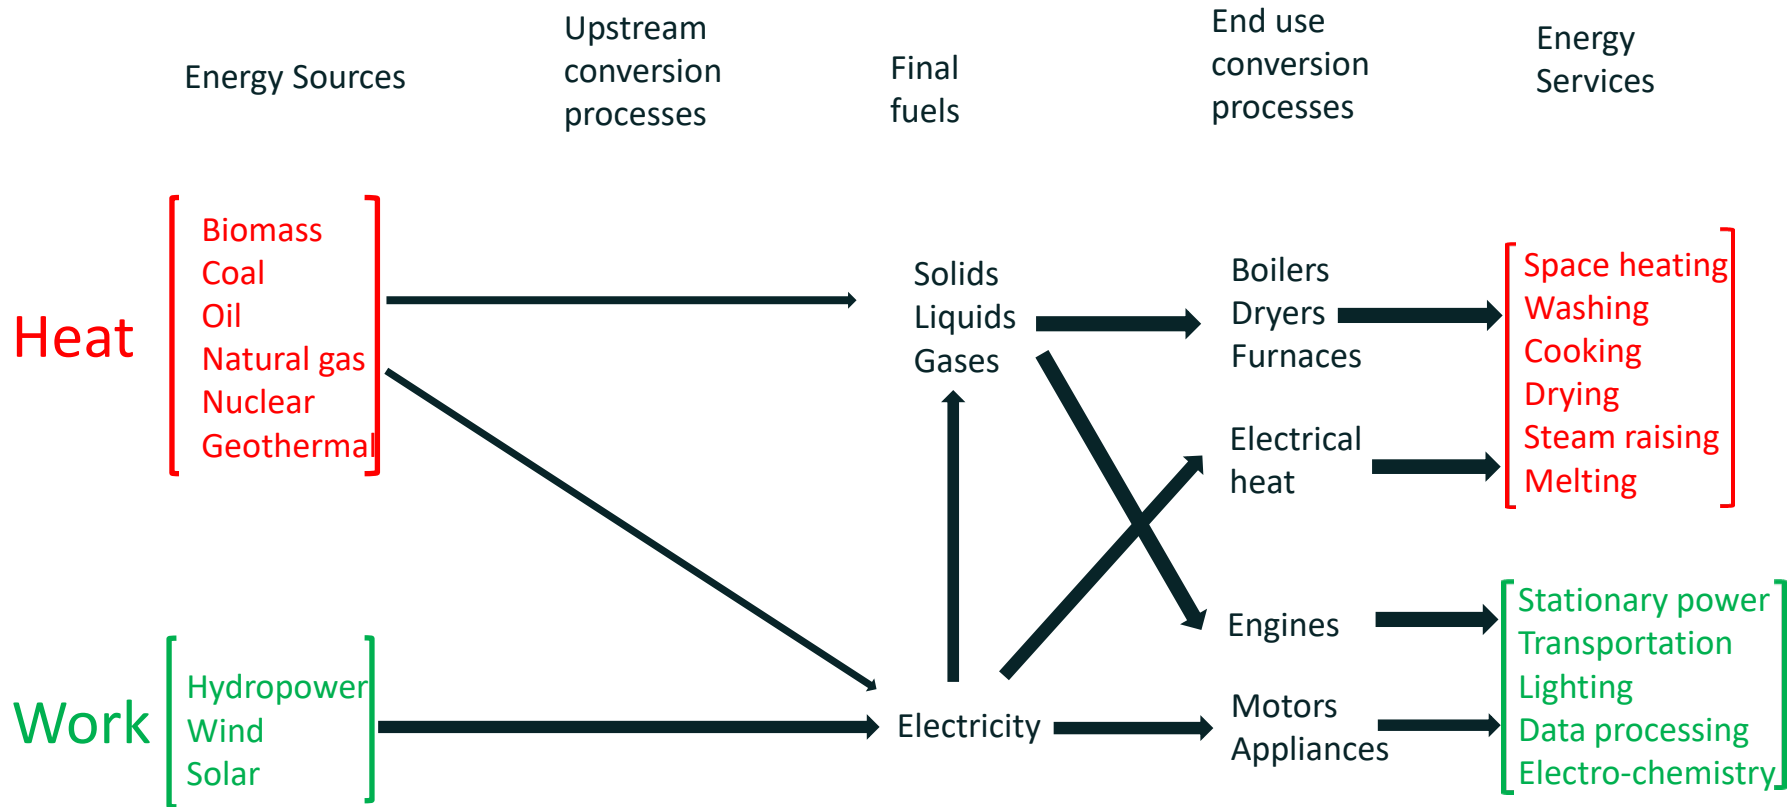 Energy Sources
Upstream
conversion
processes
Final
fuels
End use
conversion
processes
Energy
Services
Heat
Biomass
Coal
Oil
Natural gas
Nuclear
Geothermal
Solids
Liquids
Gases
Boilers
Dryers
Furnaces
Electrical
heat
Space heating
Washing
Cooking
Drying
Steam raising
Melting
Work
Hydropower
Wind
Solar
Electricity
Engines
Motors
Appliances
Stationary power
Transportation
Lighting
Data processing
Electro-chemistry